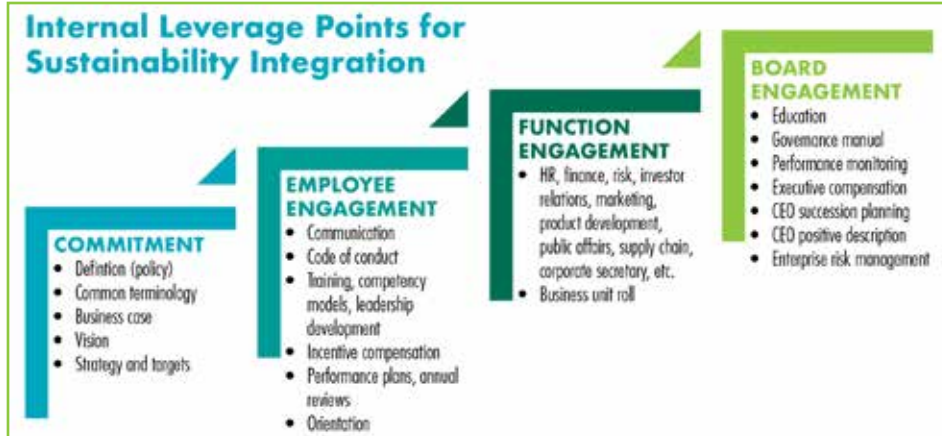 Internal Leverage Points for
Sustainability Integration
COMMITMENT
• Defintion (policy)
• Common terminology
• Business case
• Vision
• Strategy and targets
EMPLOYEE
ENGAGEMENT
• Communication
• Code of conduct
• Training, competency
models, leadership
development
• Incentive compensation
• Performance plans, annual
reviews
• Orientation
FUNCTION
ENGAGEMENT
• HR, finance, risk, investor
relations, marketing,
product development,
public affairs, supply chain,
corporate secretary, etc.
• Business unit roll
BOARD
ENGAGEMENT
• Education
• Governance manual
• Performance monitoring
• Executive compensation
• CEO succession planning
• CEO positive description
• Enterprise risk management